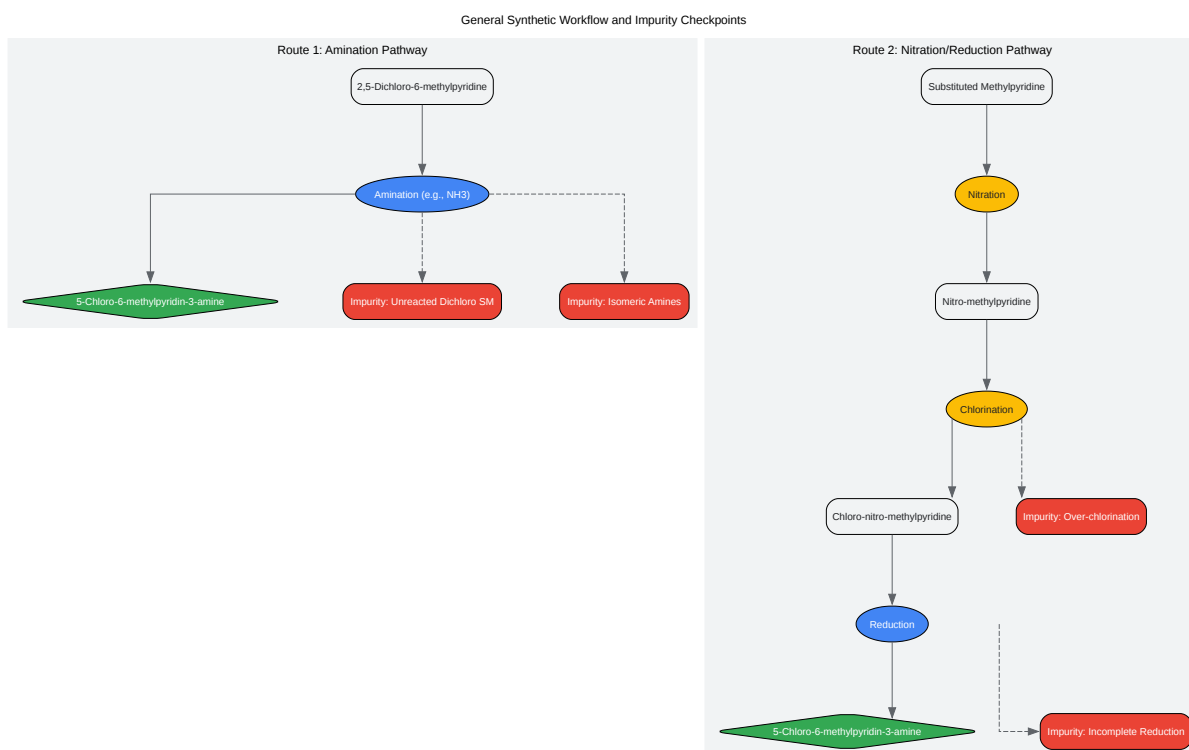 General Synthetic Workflow and Impurity Checkpoints
Route 1: Amination Pathway
2,5-Dichloro-6-methylpyridine
Amination (e.g., NH3)
5-Chloro-6-methylpyridin-3-amine
Impurity: Unreacted Dichloro SM
Impurity: Isomeric Amines
Route 2: Nitration/Reduction Pathway
Substituted Methylpyridine
Nitration
Nitro-methylpyridine
Chlorination
Chloro-nitro-methylpyridine
Impurity: Over-chlorination
Reduction
5-Chloro-6-methylpyridin-3-amine
Impurity: Incomplete Reduction